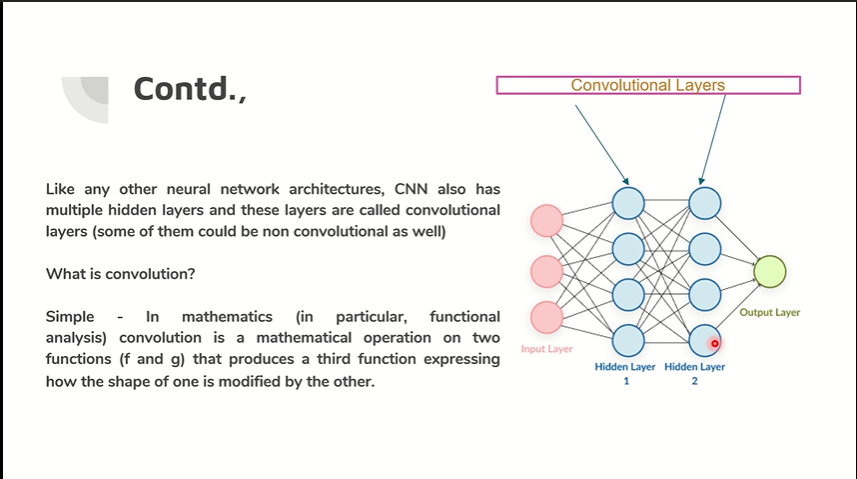 Contd.,
Convolutional Layers
Like any other neural network architectures, CNN also has
multiple hidden layers and these layers are called convolutional
layers (some of them could be non convolutional as well)
What is convolution?
Simple - In mathematics (in particular, functional
analysis) convolution is a mathematical operation on two
functions (f and g) that produces a third function expressing
how the shape of one is modified by the other.
Input Layer
Hidden Layer
1
Hidden Layer
2
Output Layer